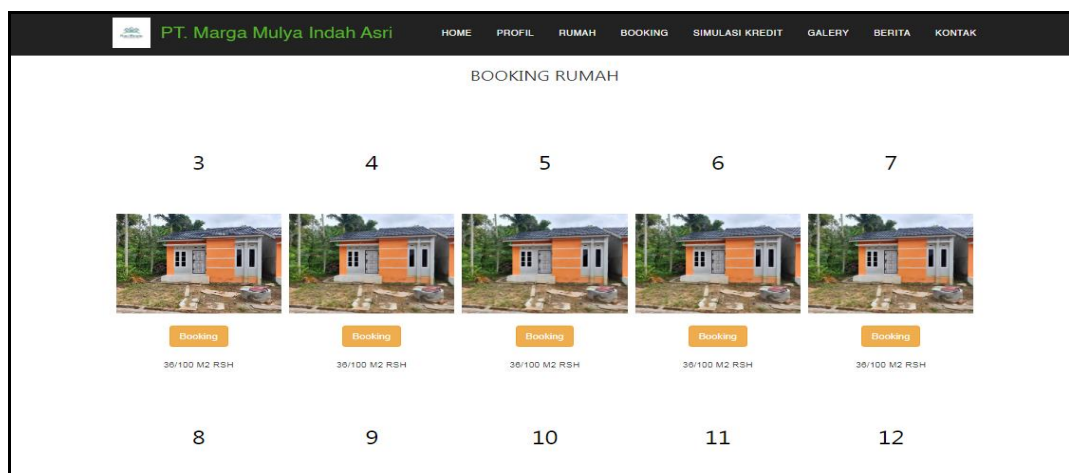 PT. Marga Mulya Indah Asri HOME PROFIL RUMAH BOOKING SIMULASI KREDIT GALERY BERITA KONTAK
BOOKING RUMAH
3 4 5 6 7
Booking Booking Booking Booking Booking
36/100 M2 RSH 36/100 M2 RSH 36/100 M2 RSH 36/100 M2 RSH 36/100 M2 RSH
8 9 10 11 12